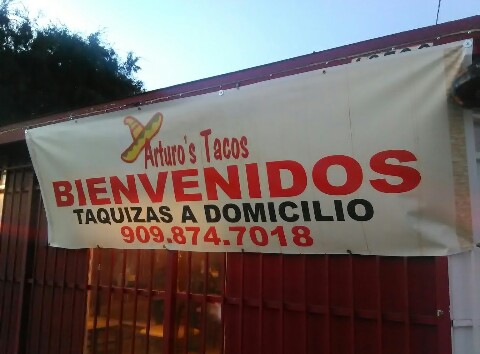 Arturo's Tacos
BIENVENIDOS
TAQUIZAS A DOMICILIO
909.874.7018